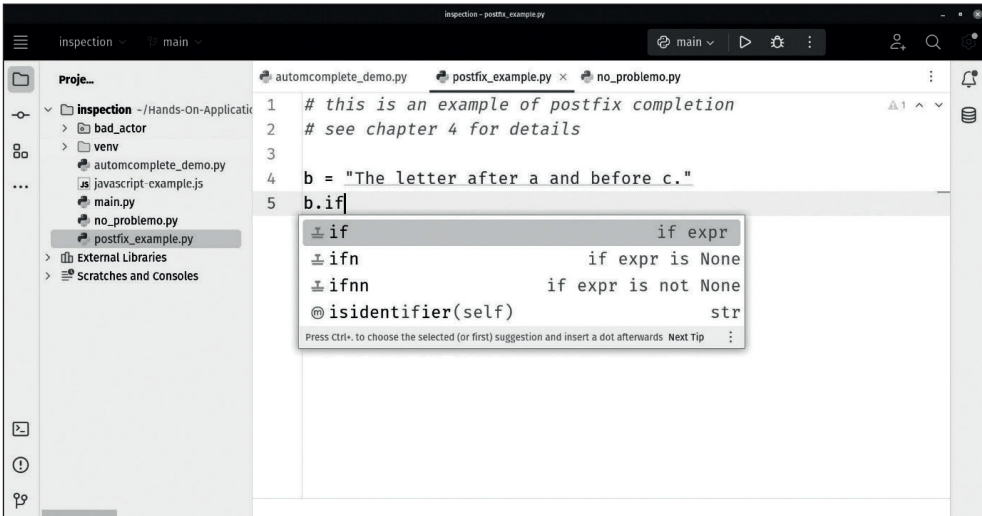 inspection – postfix_example.py
inspection
main
main
Proje...
automcomplete_demo.py
postfix_example.py
no_problemo.py
inspection ~/Hands-On-Applicatio
bad_actor
venv
automcomplete_demo.py
javascript-example.js
main.py
no_problemo.py
postfix_example.py
External Libraries
Scratches and Consoles
1 # this is an example of postfix completion
2 # see chapter 4 for details
3
4 b = "The letter after a and before c."
5 b.if
1
if if expr
ifn if expr is None
ifnn if expr is not None
isidentifier(self) str
Press Ctrl+. to choose the selected (or first) suggestion and insert a dot afterwards Next Tip